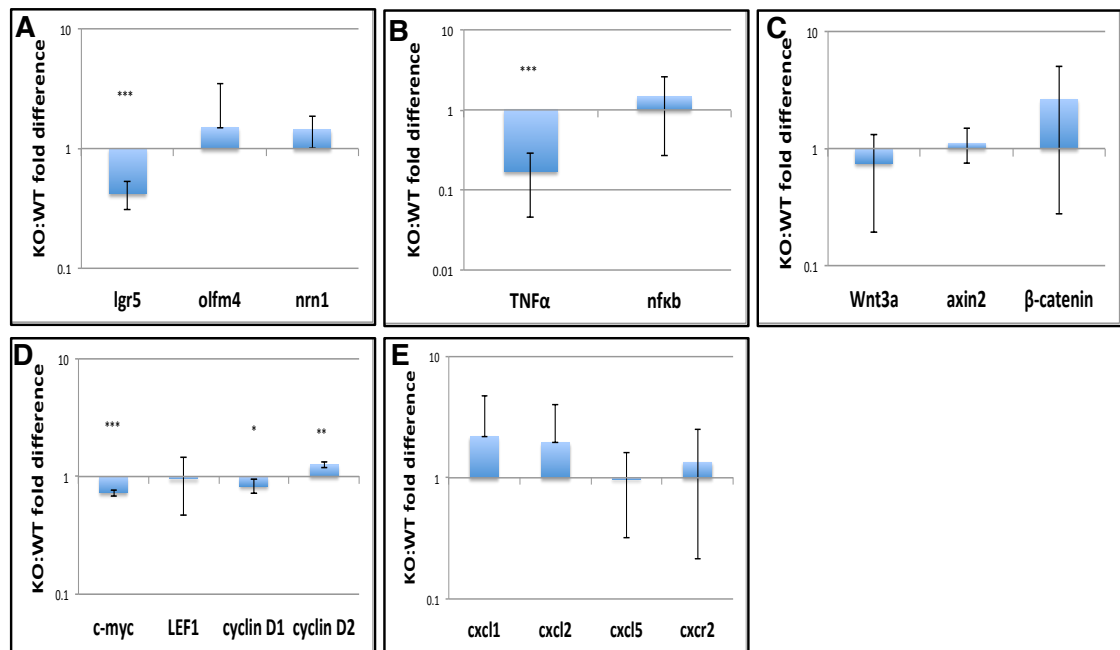 A
KO:WT fold difference
10
1
0.1
***
lgr5 olfm4 nrn1
B
KO:WT fold difference
10
1
0.1
0.01
***
TNFα nfκb
C
KO:WT fold difference
10
1
0.1
Wnt3a axin2 β-catenin
D
KO:WT fold difference
10
1
0.1
*** * **
c-myc LEF1 cyclin D1 cyclin D2
E
KO:WT fold difference
10
1
0.1
cxcl1 cxcl2 cxcl5 cxcr2